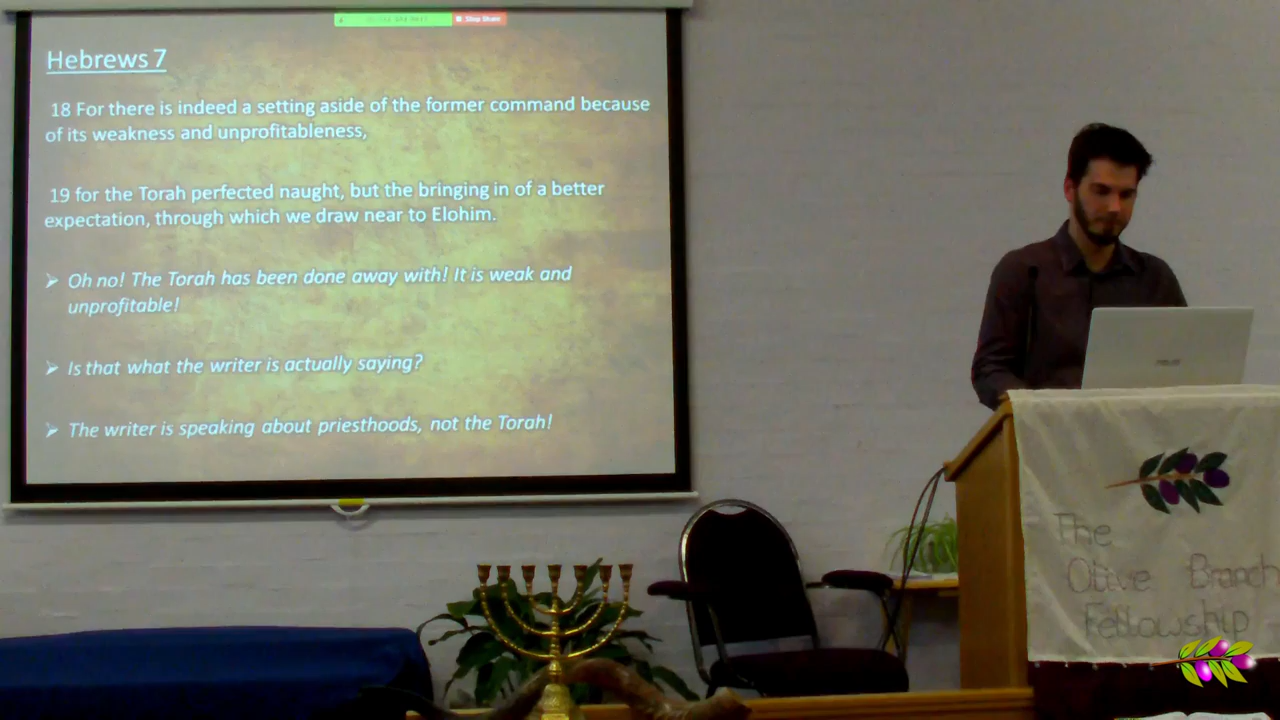 Stop Share
Hebrews 7
18 For there is indeed a setting aside of the former command because
of its weakness and unprofitableness,
19 for the Torah perfected naught, but the bringing in of a better
expectation, through which we draw near to Elohim.
➢ Oh no! The Torah has been done away with! It is weak and
unprofitable!
➢ Is that what the writer is actually saying?
➢ The writer is speaking about priesthoods, not the Torah!
The
Olive Branch
Fellowship